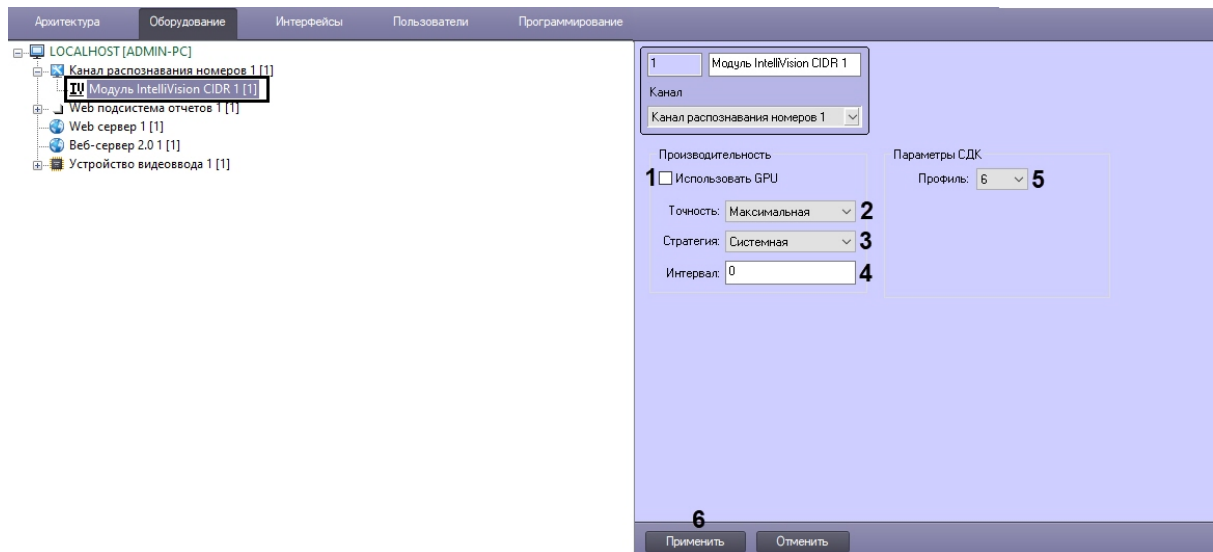 Архитектура Оборудование Интерфейсы Пользователи Программирование
LOCALHOST [ADMIN-PC]
Канал распознавания номеров 1 [1]
IV Модуль IntelliVision CIDR 1 [1]
Web подсистема отчетов 1 [1]
Web сервер 1 [1]
Веб-сервер 2.0 1 [1]
Устройство видеоввода 1 [1]
1 Модуль IntelliVision CIDR 1
Канал
Канал распознавания номеров 1
Производительность
1 Использовать GPU
Точность: Максимальная 2
Стратегия: Системная 3
Интервал: 0 4
Параметры СДК
Профиль: 6 5
6
Применить Отменить